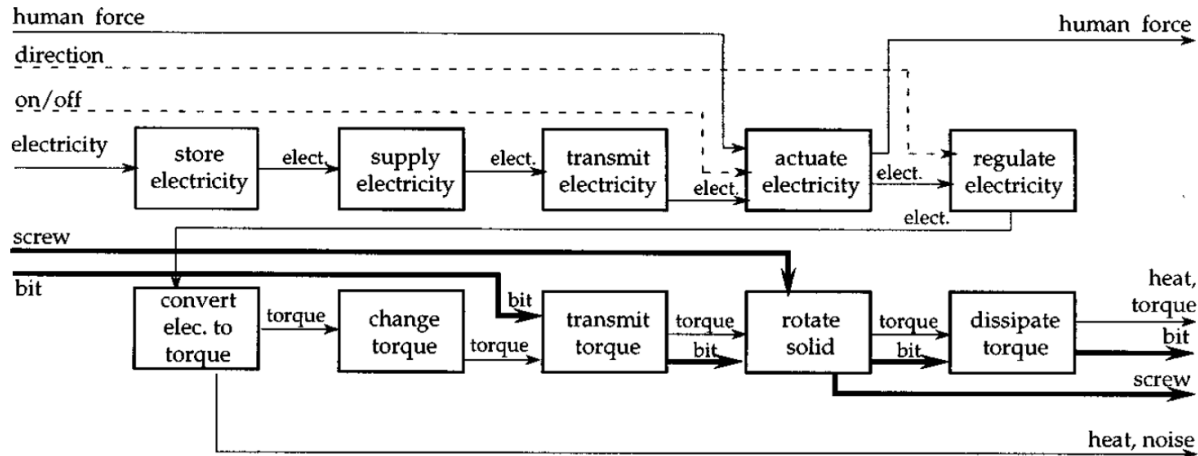 human force
human force
direction
on/off
electricity
store
electricity
elect.
supply
electricity
elect.
transmit
electricity
elect.
actuate
electricity
elect.
regulate
electricity
elect.
screw
bit
convert
elec. to
torque
torque
change
torque
torque
bit
transmit
torque
torque
bit
rotate
solid
torque
bit
dissipate
torque
heat,
torque
bit
screw
heat, noise